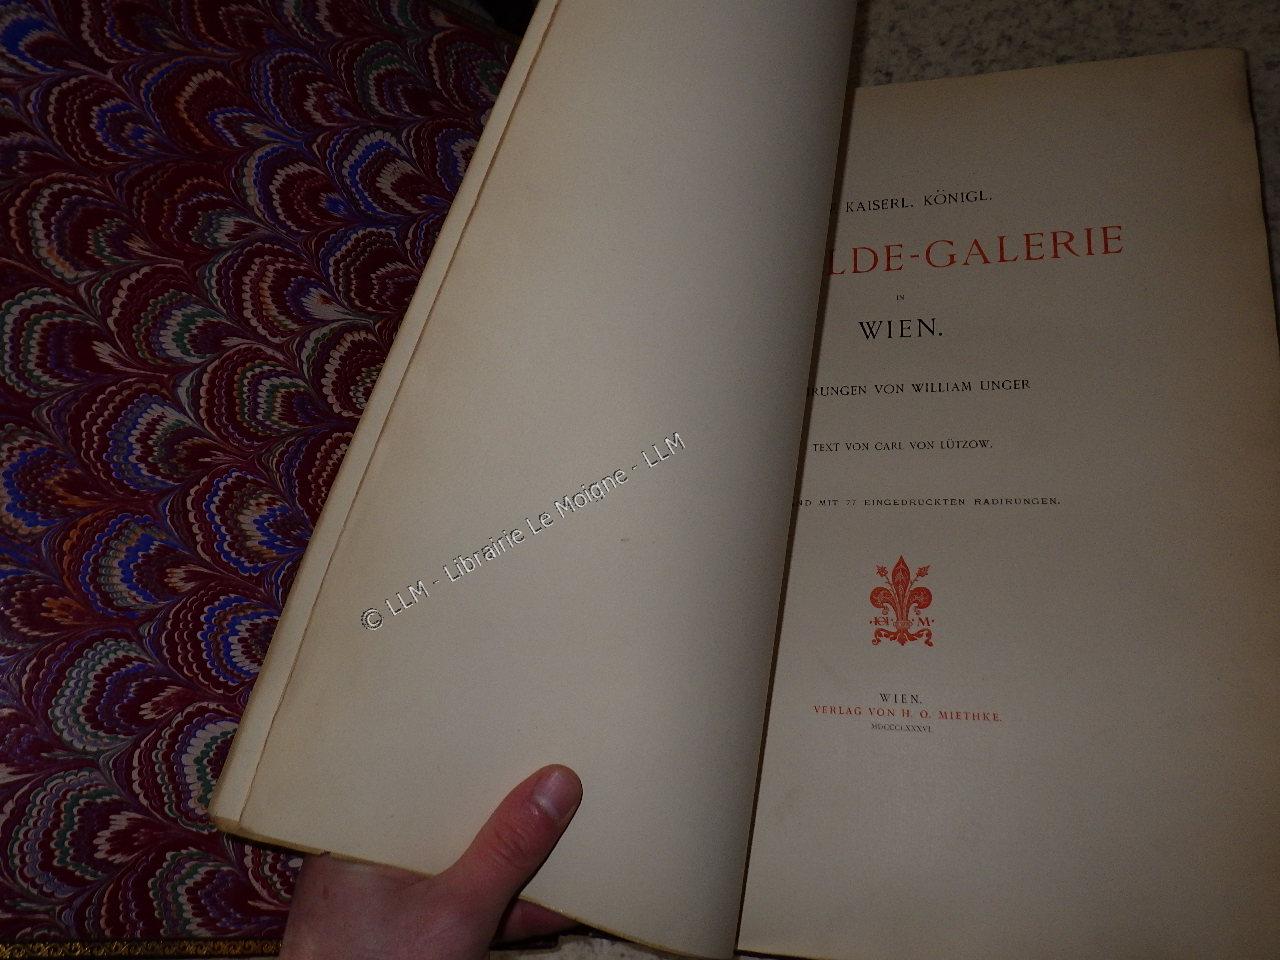 KAISERL. KÖNIGL.
LDE-GALERIE
IN
WIEN.
RUNGEN VON WILLIAM UNGER
TEXT VON CARL VON LÜTZOW.
ND MIT 77 EINGEDRUCKTEN RADIRUNGEN.
WIEN.
VERLAG VON H. O. MIETHKE.
© LLM - Librairie Le Moigne - LLM